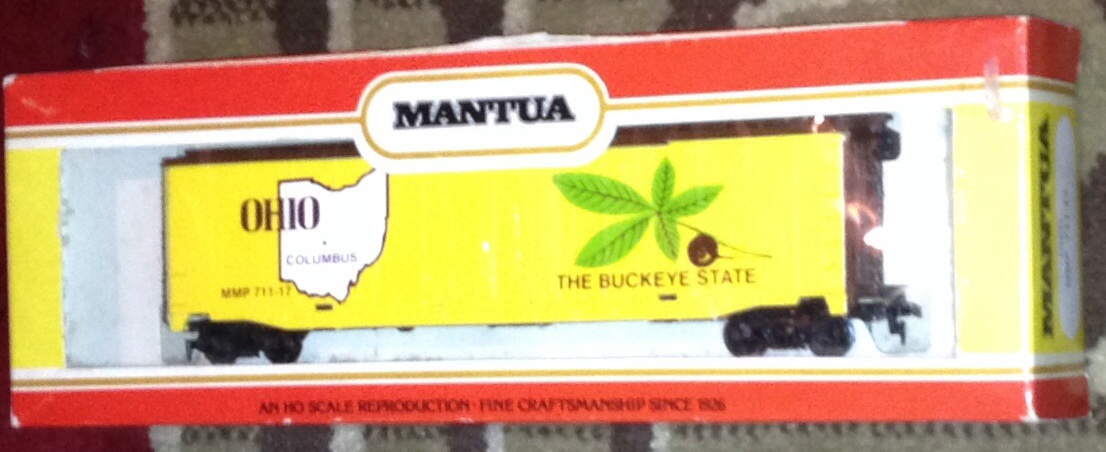 MANTUA
OHIO
COLUMBUS
MMP 711-17
THE BUCKEYE STATE
AN HO SCALE REPRODUCTION · FINE CRAFTSMANSHIP SINCE 1926
MANTUA